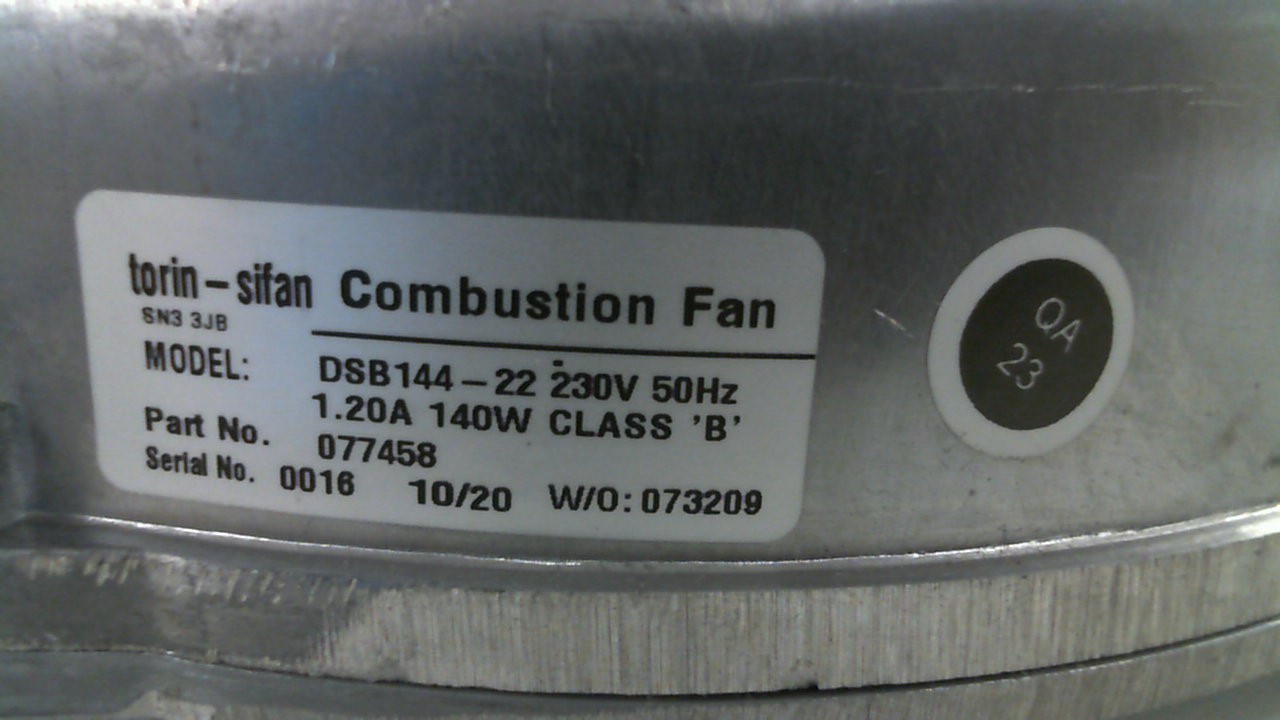 torin-sifan Combustion Fan
SN3 3JB
MODEL: DSB144-22 230V 50Hz
1.20A 140W CLASS 'B'
Part No. 077458
Serial No. 0016 10/20 W/O: 073209
QA
23